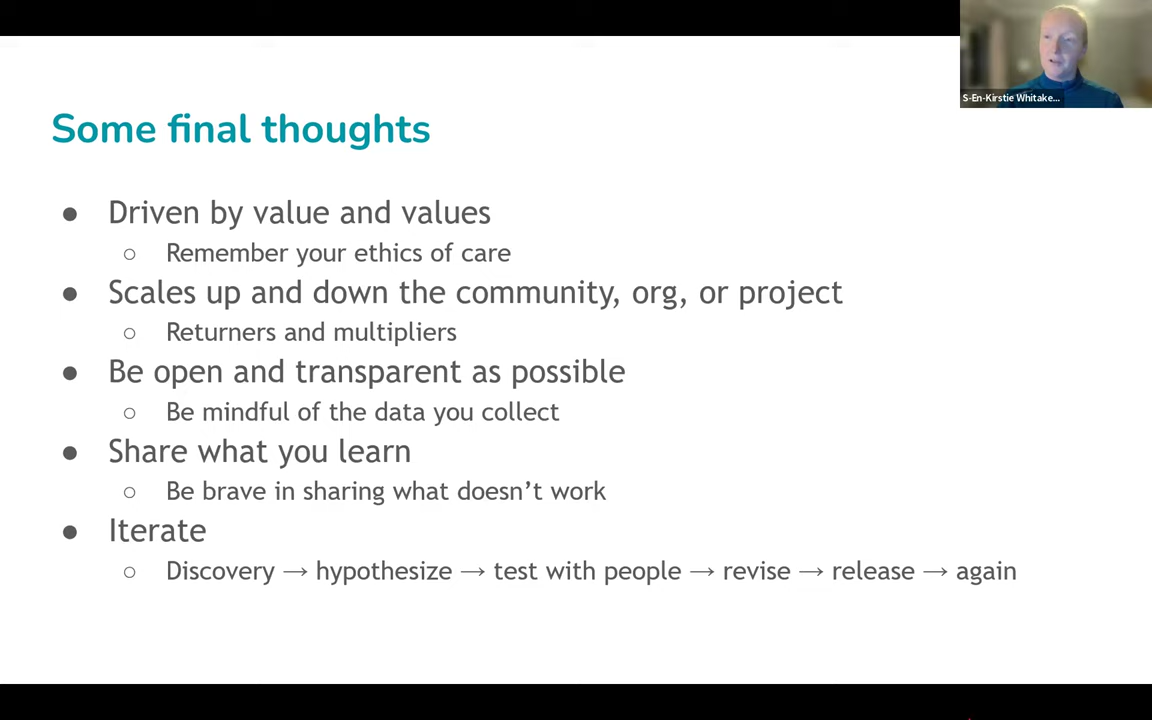 S-En-Kirstie Whitake...
Some final thoughts
● Driven by value and values
○ Remember your ethics of care
● Scales up and down the community, org, or project
○ Returners and multipliers
● Be open and transparent as possible
○ Be mindful of the data you collect
● Share what you learn
○ Be brave in sharing what doesn’t work
● Iterate
○ Discovery → hypothesize → test with people → revise → release → again